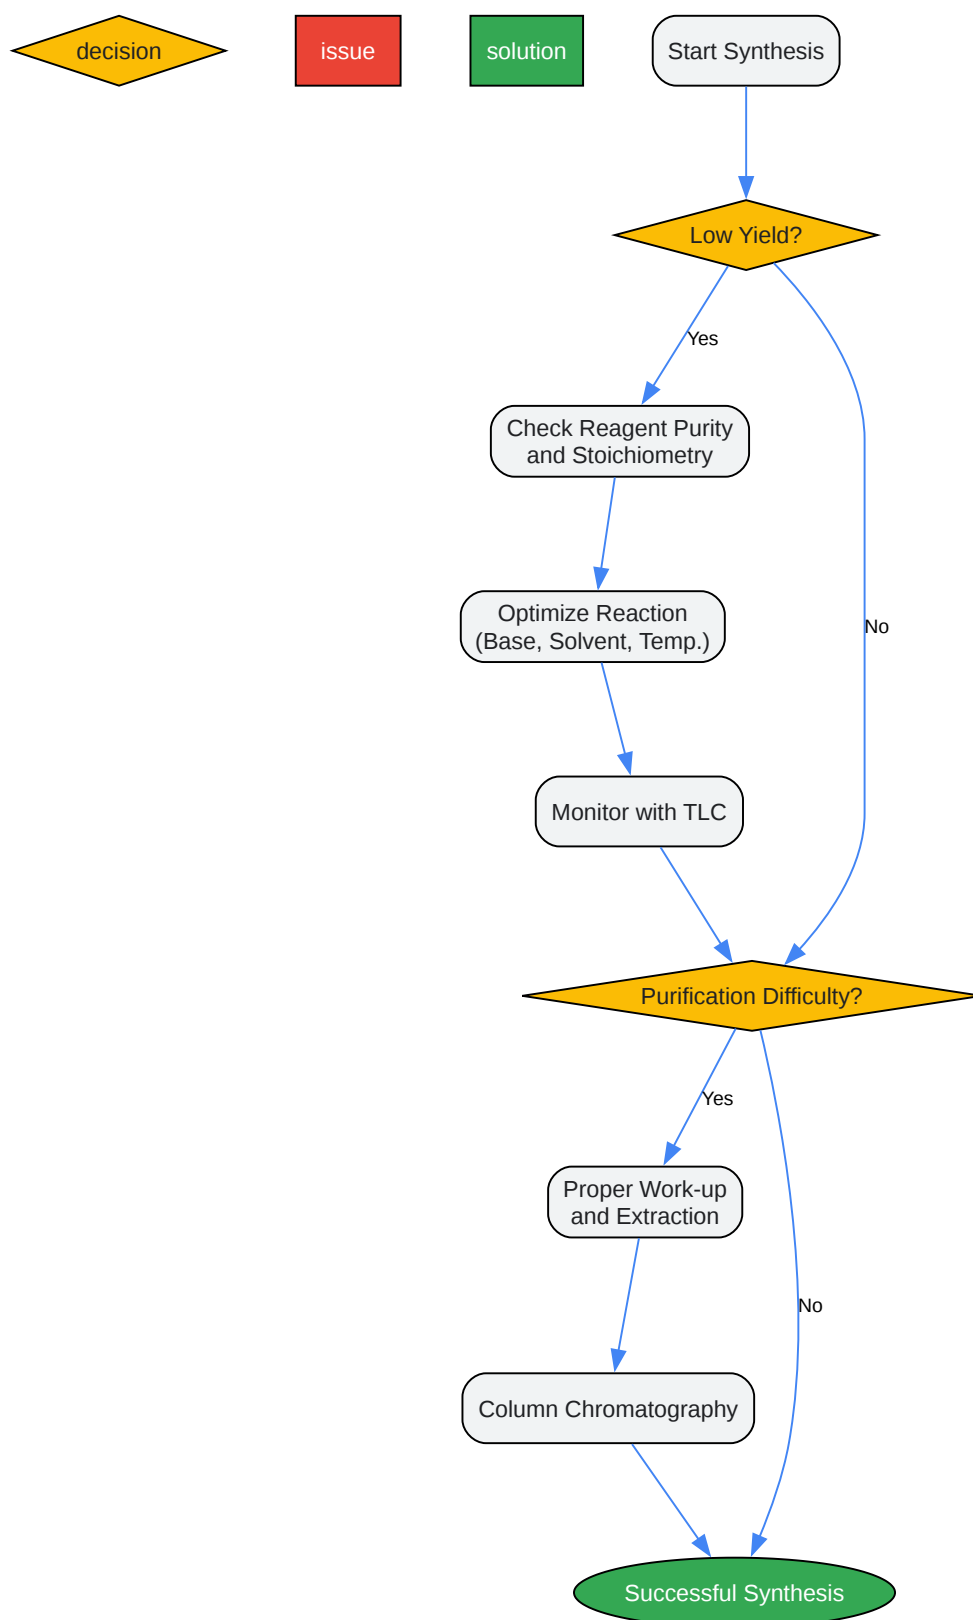 decision
issue
solution
Start Synthesis
Low Yield?
Yes
Check Reagent Purity
and Stoichiometry
Optimize Reaction
(Base, Solvent, Temp.)
No
Monitor with TLC
Purification Difficulty?
Yes
Proper Work-up
and Extraction
No
Column Chromatography
Successful Synthesis